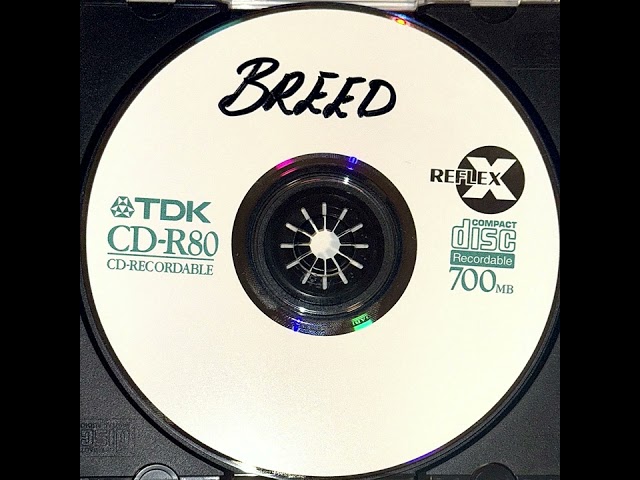 BREED
REFLEX
TDK
CD-R80
CD-RECORDABLE
COMPACT
disc
Recordable
700MB